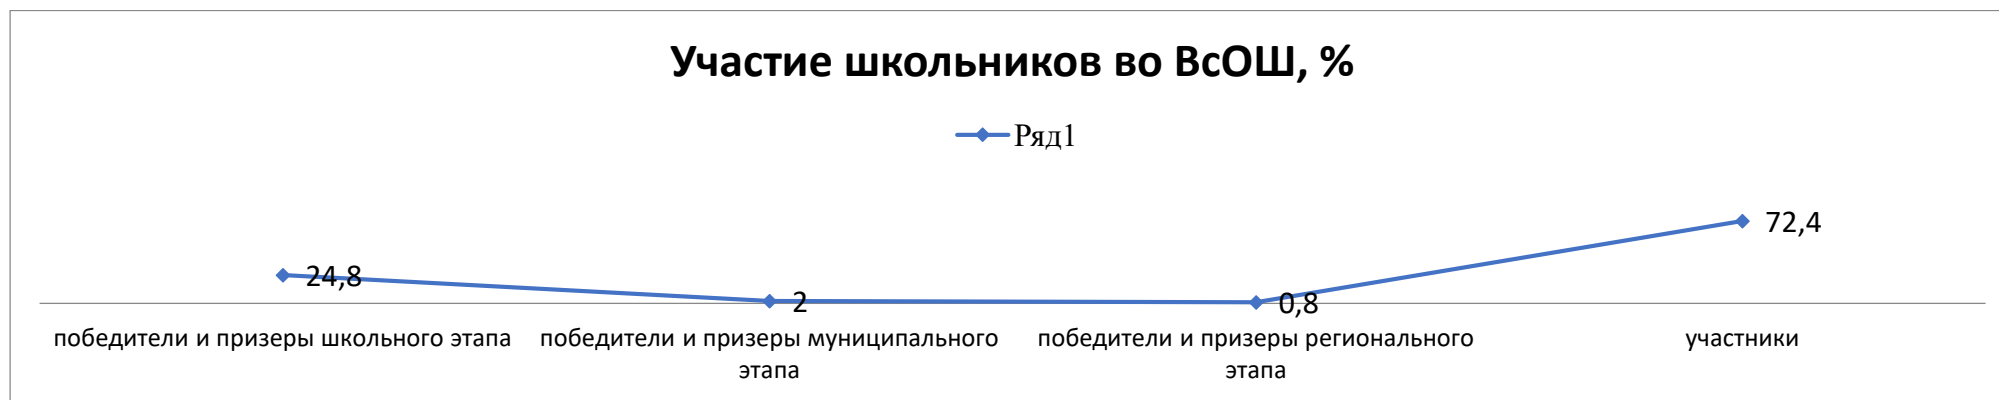 Участие школьников во ВсОШ, %
Ряд1
72,4
24,8
2
0,8
победители и призеры школьного этапа
победители и призеры муниципального
этапа
победители и призеры регионального
этапа
участники